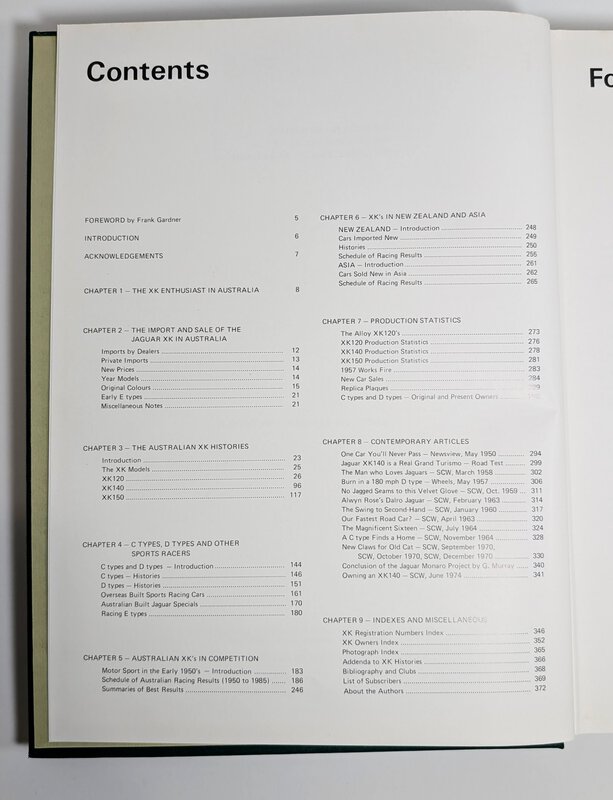 Contents
FOREWORD by Frank Gardner 5
INTRODUCTION 6
ACKNOWLEDGEMENTS 7
CHAPTER 1 — THE XK ENTHUSIAST IN AUSTRALIA 8
CHAPTER 2 — THE IMPORT AND SALE OF THE
JAGUAR XK IN AUSTRALIA
Imports by Dealers 12
Private Imports 13
New Prices 14
Year Models 14
Original Colours 15
Early E types 21
Miscellaneous Notes 21
CHAPTER 3 — THE AUSTRALIAN XK HISTORIES
Introduction 23
The XK Models 25
XK120 26
XK140 96
XK150 117
CHAPTER 4 — C TYPES, D TYPES AND OTHER
SPORTS RACERS
C types and D types — Introduction 144
C types — Histories 146
D types — Histories 151
Overseas Built Sports Racing Cars 161
Australian Built Jaguar Specials 170
Racing E types 180
CHAPTER 5 — AUSTRALIAN XK's IN COMPETITION
Motor Sport in the Early 1950's — Introduction 183
Schedule of Australian Racing Results (1950 to 1985) 186
Summaries of Best Results 246
CHAPTER 6 — XK's IN NEW ZEALAND AND ASIA
NEW ZEALAND — Introduction 248
Cars Imported New 249
Histories 250
Schedule of Racing Results 255
ASIA — Introduction 261
Cars Sold New in Asia 262
Schedule of Racing Results 265
CHAPTER 7 — PRODUCTION STATISTICS
The Alloy XK120's 273
XK120 Production Statistics 276
XK140 Production Statistics 278
XK150 Production Statistics 281
1957 Works Fire 283
New Car Sales 284
Replica Plaques
C types and D types — Original and Present Owners
CHAPTER 8 — CONTEMPORARY ARTICLES
One Car You'll Never Pass — Newsview, May 1950 294
Jaguar XK140 is a Real Grand Turismo — Road Test 299
The Man who Loves Jaguars — SCW, March 1958 302
Burn in a 180 mph D type — Wheels, May 1957 306
No Jagged Seams to this Velvet Glove — SCW, Oct. 1959 311
Alwyn Rose's Dalro Jaguar — SCW, February 1963 314
The Swing to Second-Hand — SCW, January 1960 317
Our Fastest Road Car? — SCW, April 1963 320
The Magnificent Sixteen — SCW, July 1964 324
A C type Finds a Home — SCW, November 1964 328
New Claws for Old Cat — SCW, September 1970,
SCW, October 1970, SCW, December 1970 330
Conclusion of the Jaguar Monaro Project by G. Murray 340
Owning an XK140 — SCW, June 1974 341
CHAPTER 9 — INDEXES AND MISCELLANEOUS
XK Registration Numbers Index 346
XK Owners Index 352
Photograph Index 365
Addenda to XK Histories 366
Bibliography and Clubs 368
List of Subscribers 369
About the Authors 372
Fo